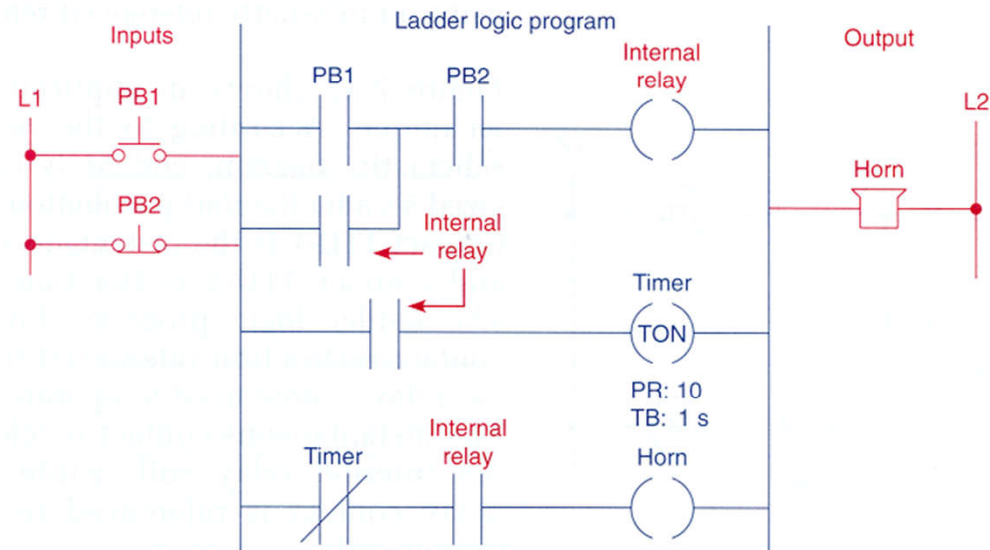 Ladder logic program
Inputs
Output
Internal
relay
PB1
PB2
L1
PB1
L2
Horn
PB2
Internal
relay
Timer
TON
PR: 10
TB: 1 s
Timer
Internal
relay
Horn